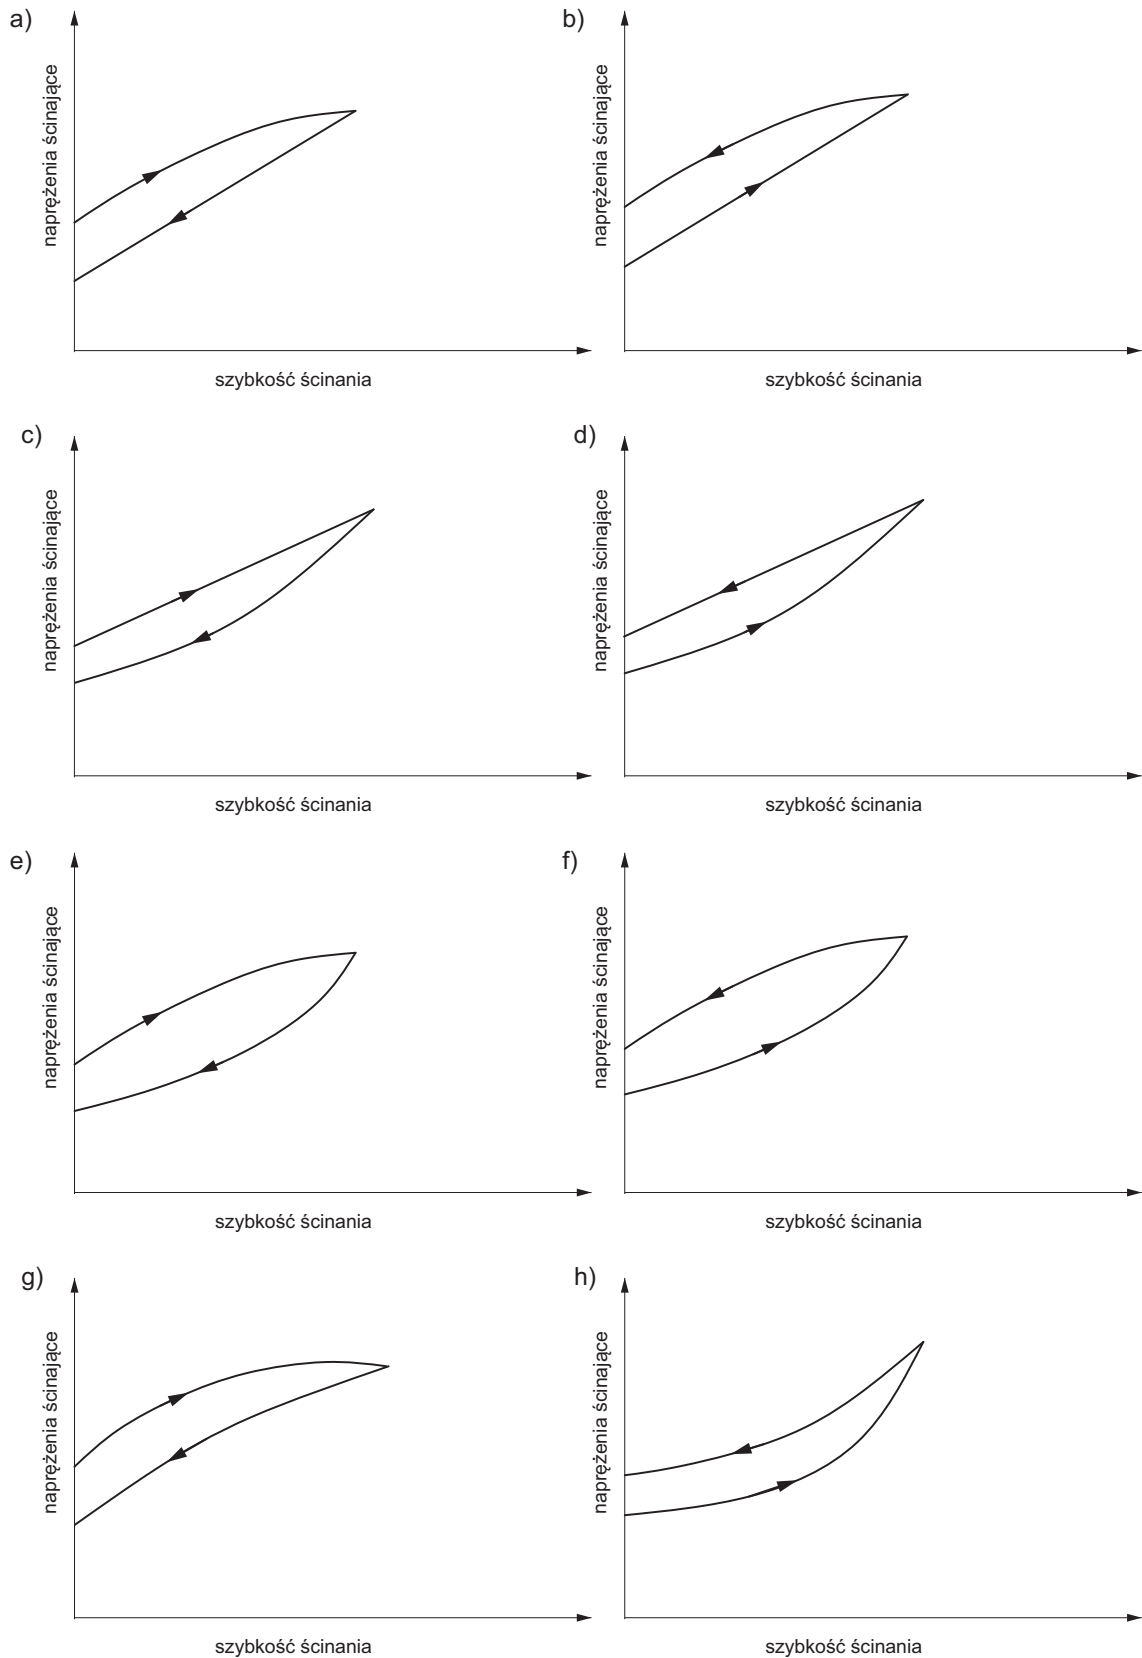 a)
naprężenia ścinające
szybkość ścinania
b)
naprężenia ścinające
szybkość ścinania
c)
naprężenia ścinające
szybkość ścinania
d)
naprężenia ścinające
szybkość ścinania
e)
naprężenia ścinające
szybkość ścinania
f)
naprężenia ścinające
szybkość ścinania
g)
naprężenia ścinające
szybkość ścinania
h)
naprężenia ścinające
szybkość ścinania